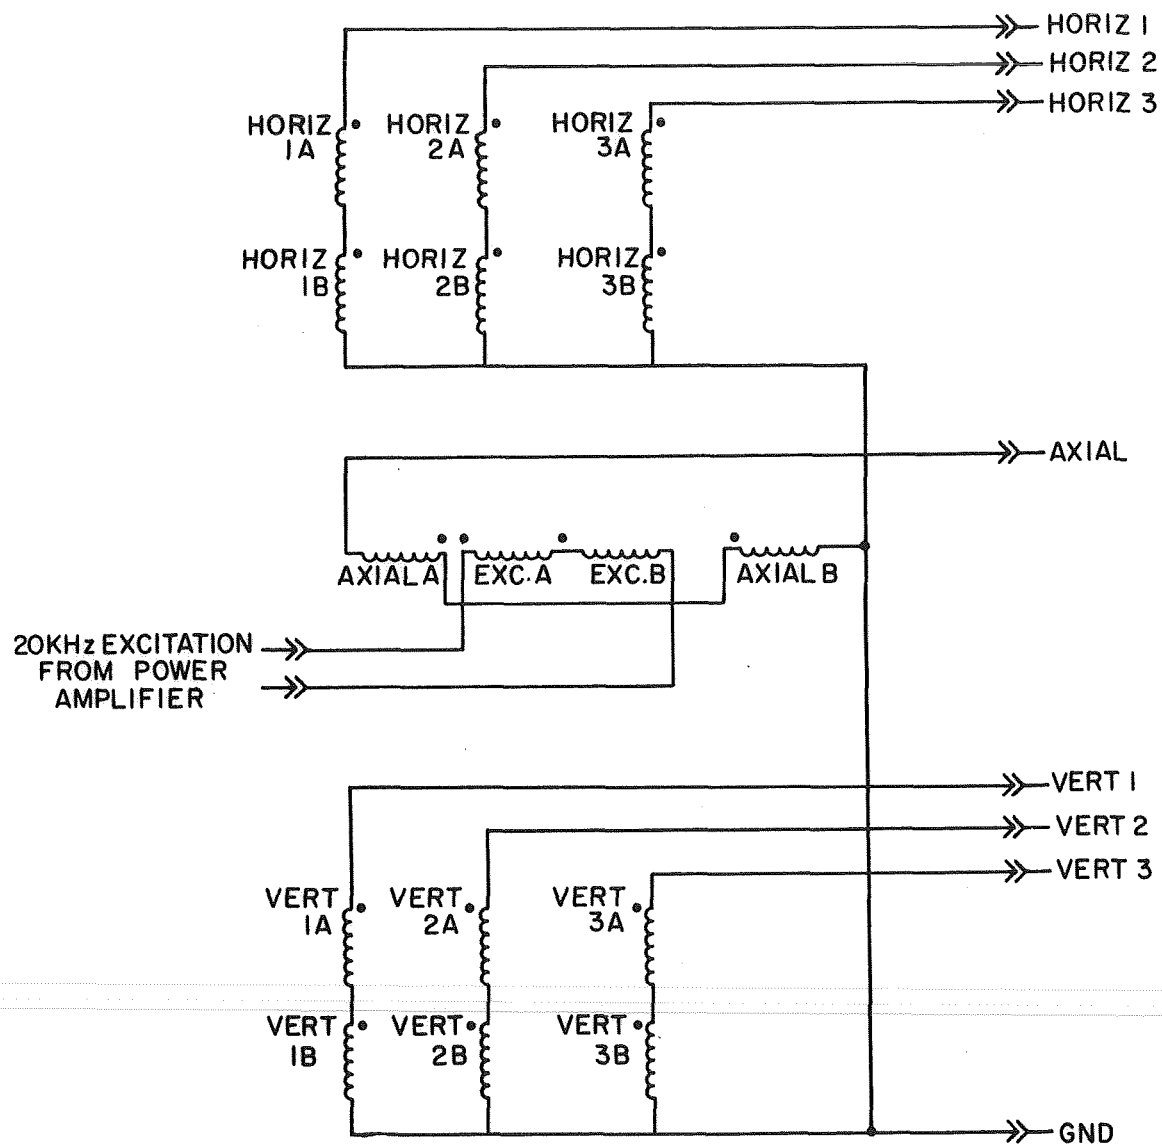 HORIZ 1
HORIZ 2
HORIZ 3
HORIZ
1A
HORIZ
2A
HORIZ
3A
HORIZ
1B
HORIZ
2B
HORIZ
3B
AXIAL
AXIAL A
EXC.A
EXC.B
AXIAL B
20KHz EXCITATION
FROM POWER
AMPLIFIER
VERT 1
VERT 2
VERT 3
VERT
1A
VERT
2A
VERT
3A
VERT
1B
VERT
2B
VERT
3B
GND